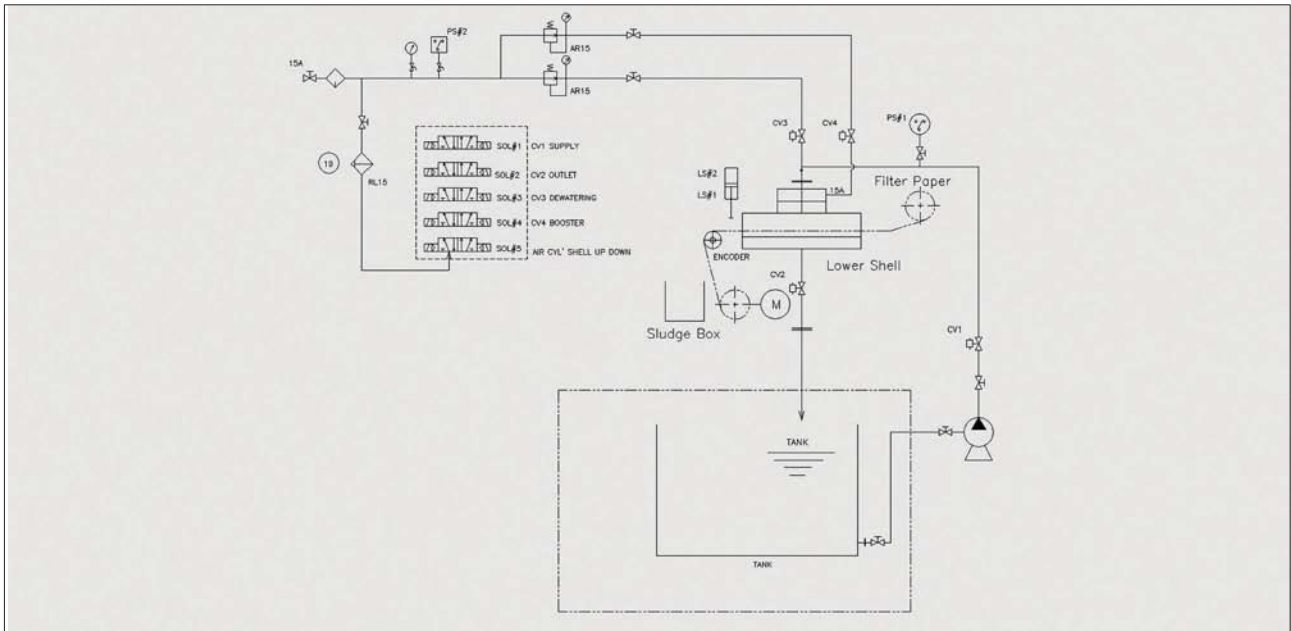 PS#2
15A
AR15
AR15
CV3
CV4
PS#1
SOL#1 CV1 SUPPLY
19
SOL#2 CV2 OUTLET
RL15
LS#2
Filter Paper
SOL#3 CV3 DEWATERING
LS#1
15A
SOL#4 CV4 BOOSTER
SOL#5 AIR CYL' SHELL UP DOWN
ENCODER
Lower Shell
CV2
M
Sludge Box
CV1
TANK
TANK